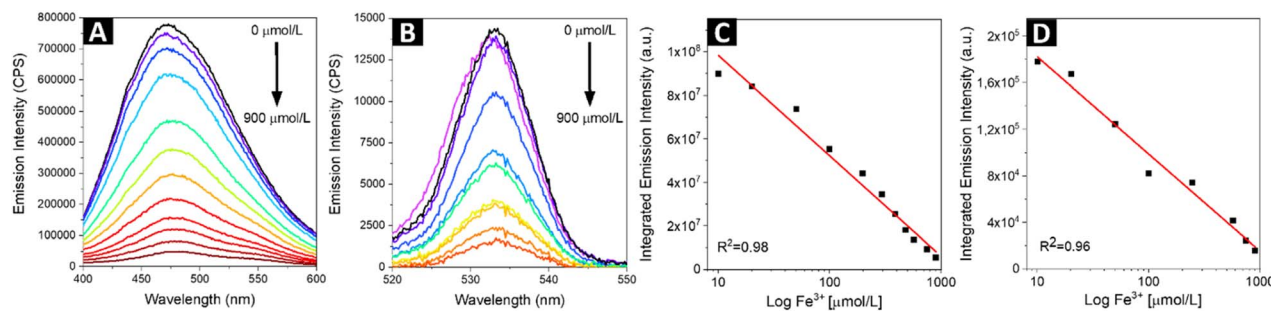 A
0 µmol/L
900 µmol/L
800000
700000
600000
500000
400000
300000
200000
100000
0
400
450
500
550
600
Emission Intensity (CPS)
Wavelength (nm)
B
0 µmol/L
900 µmol/L
15000
12500
10000
7500
5000
2500
0
520
530
540
550
Emission Intensity (CPS)
Wavelength (nm)
C
1x10⁸
8x10⁷
6x10⁷
4x10⁷
2x10⁷
0
10
100
1000
R²=0.98
Integrated Emission Intensity (a.u.)
Log Fe³⁺ [µmol/L]
D
2x10⁵
1,6x10⁵
1,2x10⁵
8x10⁴
4x10⁴
0
10
100
1000
R²=0.96
Integrated Emission Intensity (a.u.)
Log Fe³⁺ [µmol/L]